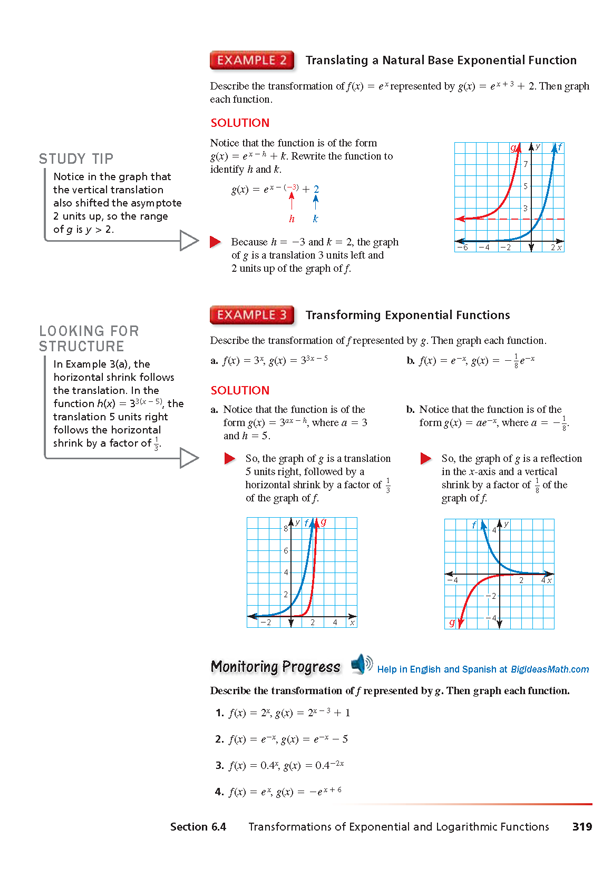 EXAMPLE 2 Translating a Natural Base Exponential Function
Describe the transformation of f(x) = e^x represented by g(x) = e^(x + 3) + 2. Then graph
each function.
SOLUTION
Notice that the function is of the form
g(x) = e^(x − h) + k. Rewrite the function to
identify h and k.
g(x) = e^(x − (−3)) + 2
h k
Because h = −3 and k = 2, the graph
of g is a translation 3 units left and
2 units up of the graph of f.
g y f
7
5
3
−6 −4 −2 2 x
STUDY TIP
Notice in the graph that
the vertical translation
also shifted the asymptote
2 units up, so the range
of g is y > 2.
EXAMPLE 3 Transforming Exponential Functions
Describe the transformation of f represented by g. Then graph each function.
a. f(x) = 3^x, g(x) = 3^(3x − 5) b. f(x) = e^(−x), g(x) = −1/8 e^(−x)
LOOKING FOR
STRUCTURE
In Example 3(a), the
horizontal shrink follows
the translation. In the
function h(x) = 3^(3(x − 5)), the
translation 5 units right
follows the horizontal
shrink by a factor of 1/3.
SOLUTION
a. Notice that the function is of the
form g(x) = 3^(ax − h), where a = 3
and h = 5.
So, the graph of g is a translation
5 units right, followed by a
horizontal shrink by a factor of 1/3
of the graph of f.
8 y f g
6
4
2
−2 2 4 x
b. Notice that the function is of the
form g(x) = ae^(−x), where a = −1/8.
So, the graph of g is a reflection
in the x-axis and a vertical
shrink by a factor of 1/8 of the
graph of f.
f 4 y
−4 2 4x
−2
g −4
Monitoring Progress Help in English and Spanish at BigIdeasMath.com
Describe the transformation of f represented by g. Then graph each function.
1. f(x) = 2^x, g(x) = 2^(x − 3) + 1
2. f(x) = e^(−x), g(x) = e^(−x) − 5
3. f(x) = 0.4^x, g(x) = 0.4^(−2x)
4. f(x) = e^x, g(x) = −e^(x + 6)
Section 6.4 Transformations of Exponential and Logarithmic Functions 319